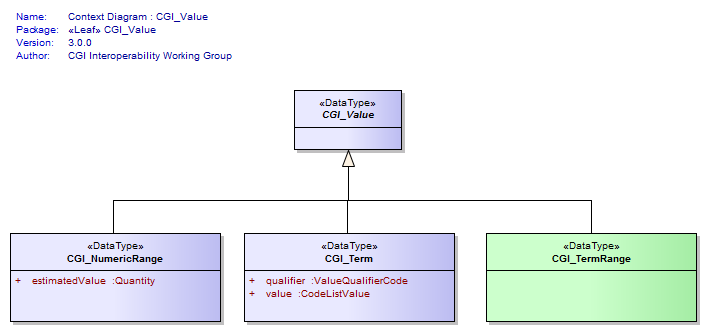 Name: Context Diagram : CGI_Value
Package: «Leaf» CGI_Value
Version: 3.0.0
Author: CGI Interoperability Working Group
«DataType»
CGI_Value
«DataType»
CGI_NumericRange
+ estimatedValue :Quantity
«DataType»
CGI_Term
+ qualifier :ValueQualifierCode
+ value :CodeListValue
«DataType»
CGI_TermRange